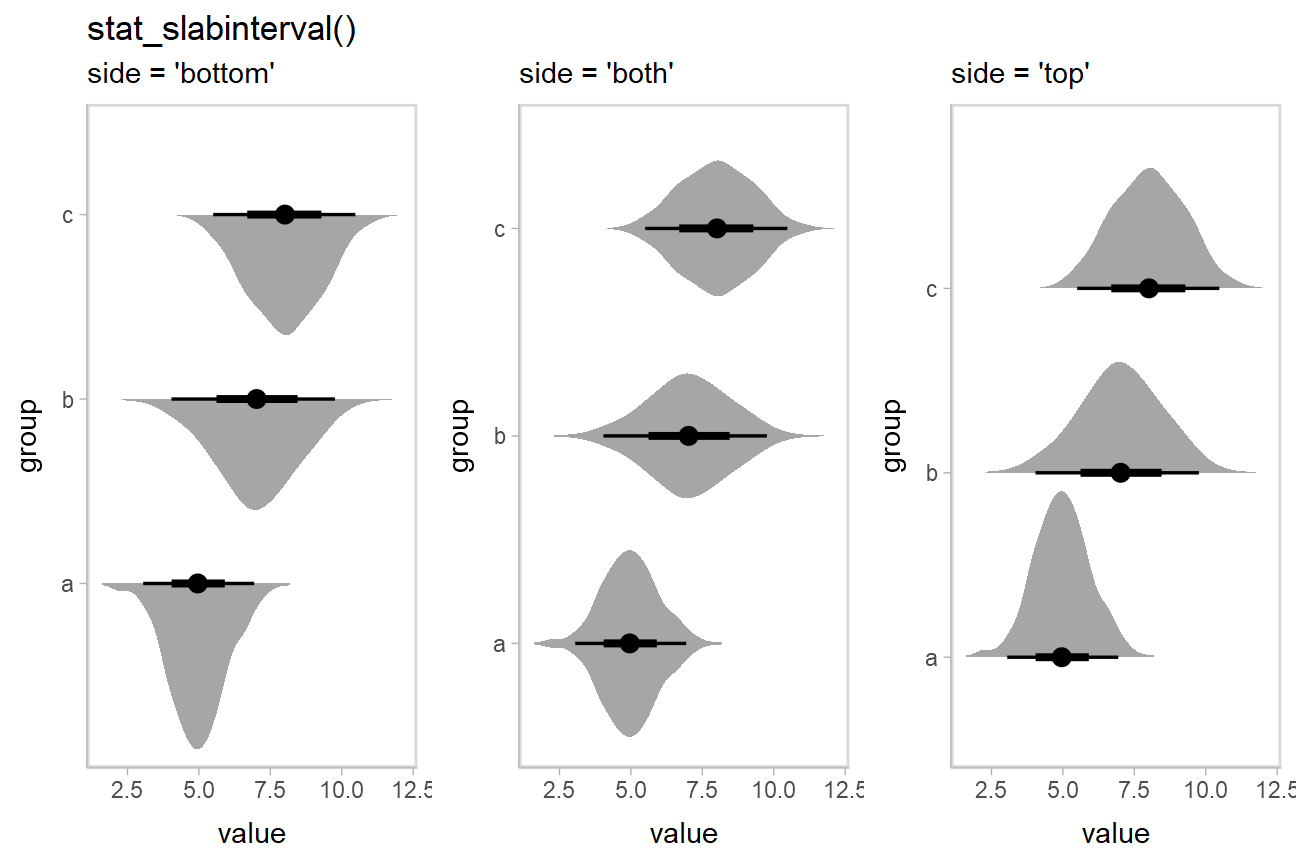 stat_slabinterval()
side = 'bottom'
group
c
b
a
2.5 5.0 7.5 10.0 12.5
value
side = 'both'
group
c
b
a
2.5 5.0 7.5 10.0 12.5
value
side = 'top'
group
c
b
a
2.5 5.0 7.5 10.0 12.5
value